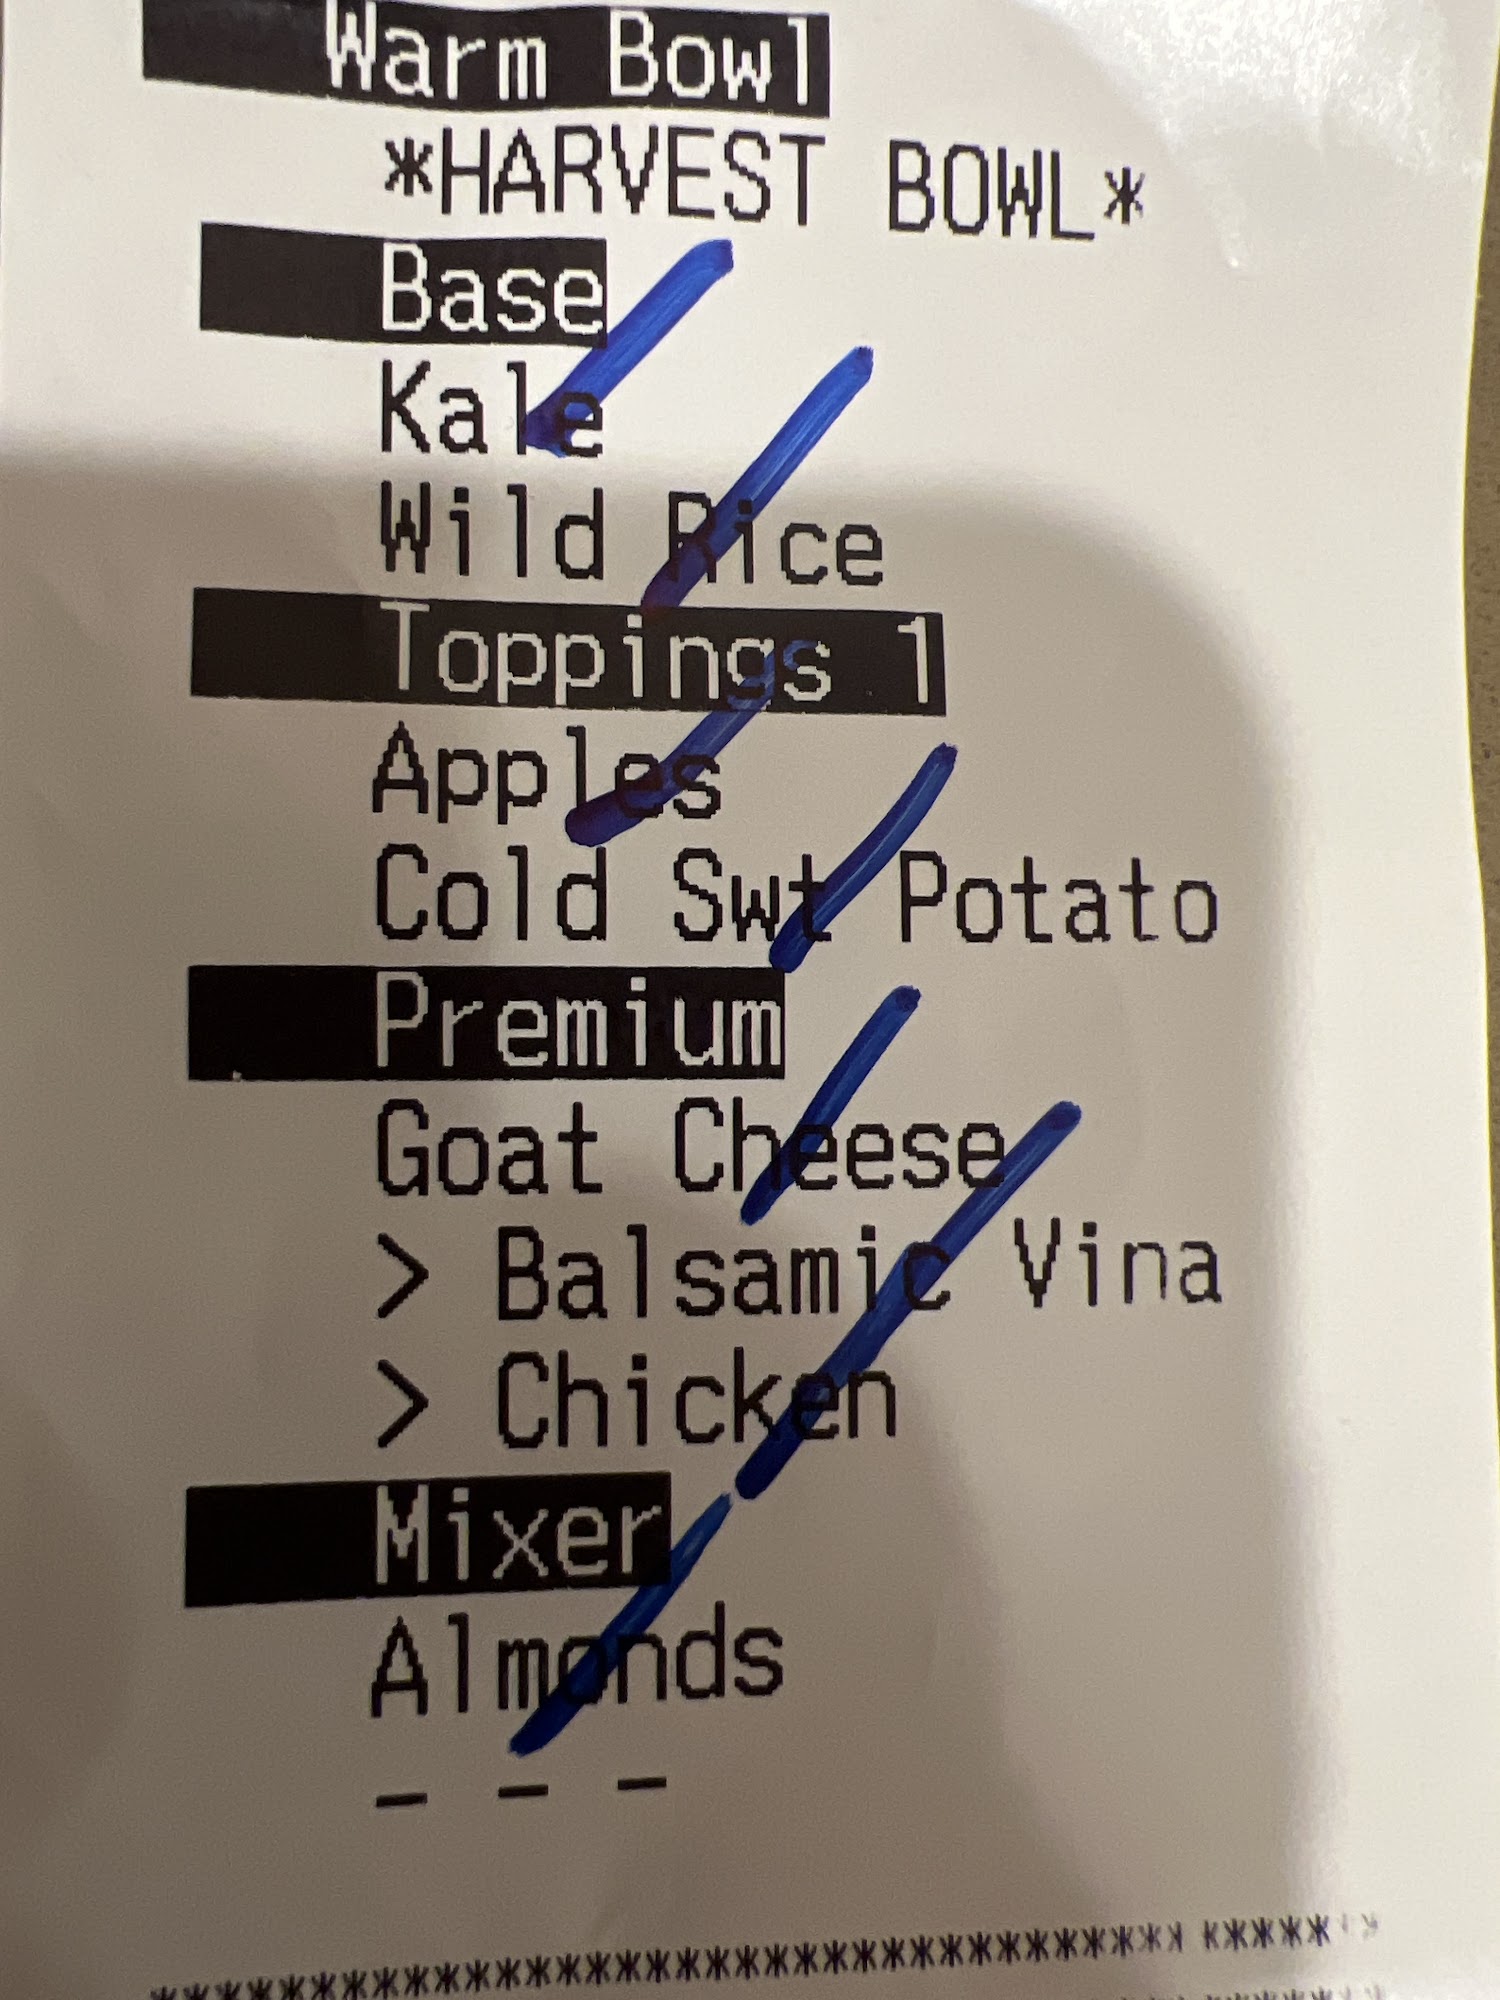 Warm Bowl
*HARVEST BOWL*
Base
Kale
Wild Rice
Toppings 1
Apples
Cold Swt Potato
Premium
Goat Cheese
> Balsamic Vina
> Chicken
Mixer
Almonds
- - -
****************************************